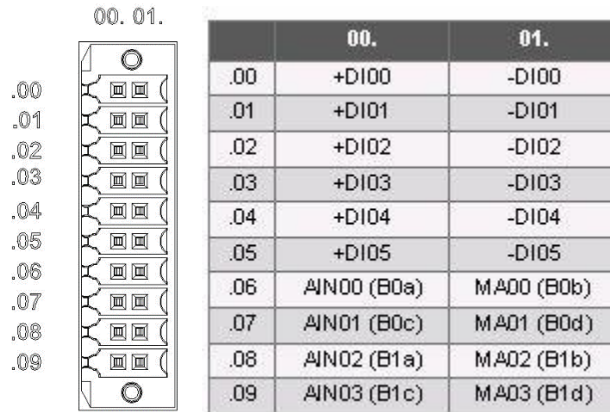 00. 01.
.00
.01
.02
.03
.04
.05
.06
.07
.08
.09
00. 01.
.00 +DI00 -DI00
.01 +DI01 -DI01
.02 +DI02 -DI02
.03 +DI03 -DI03
.04 +DI04 -DI04
.05 +DI05 -DI05
.06 AIN00 (B0a) MA00 (B0b)
.07 AIN01 (B0c) MA01 (B0d)
.08 AIN02 (B1a) MA02 (B1b)
.09 AIN03 (B1c) MA03 (B1d)